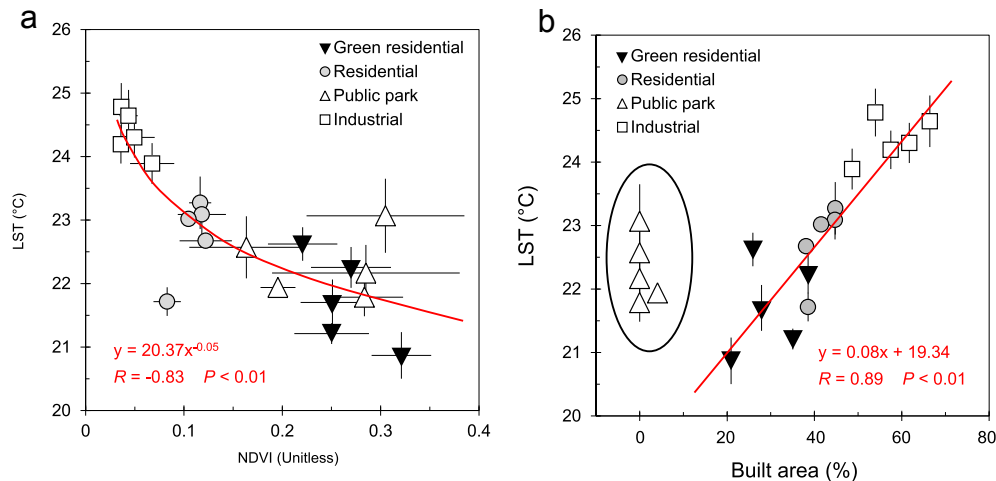 a
26
25
24
23
22
21
20
LST (°C)
Green residential
Residential
Public park
Industrial
y = 20.37x-0.05
R = -0.83 P < 0.01
0
0.1
0.2
0.3
0.4
NDVI (Unitless)
b
26
25
24
23
22
21
20
LST (°C)
Green residential
Residential
Public park
Industrial
y = 0.08x + 19.34
R = 0.89 P < 0.01
0
20
40
60
80
Built area (%)